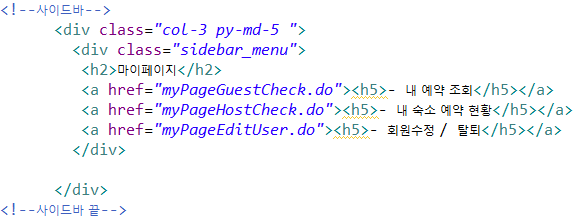 <!--사이드바-->
<div class="col-3 py-md-5 ">
<div class="sidebar_menu">
<h2>마이페이지</h2>
<a href="myPageGuestCheck.do"><h5>- 내 예약 조회</h5></a>
<a href="myPageHostCheck.do"><h5>- 내 숙소 예약 현황</h5></a>
<a href="myPageEditUser.do"><h5>- 회원수정 / 탈퇴</h5></a>
</div>
</div>
<!--사이드바 끝-->